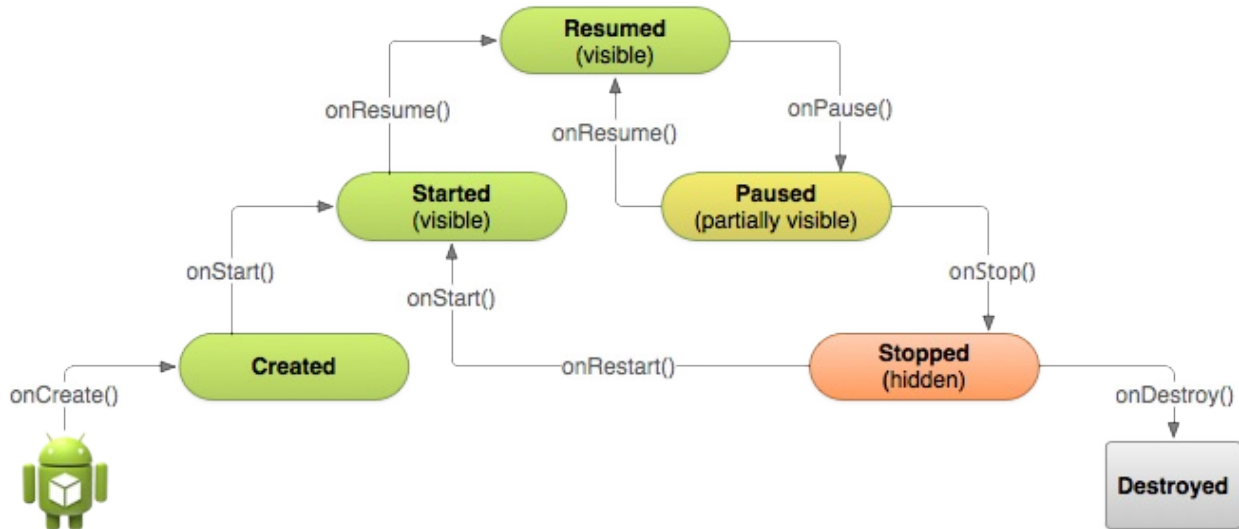 Resumed
(visible)
onResume()
onResume()
onPause()
Started
(visible)
Paused
(partially visible)
onStart()
onStart()
onStop()
Created
onRestart()
Stopped
(hidden)
onCreate()
onDestroy()
Destroyed